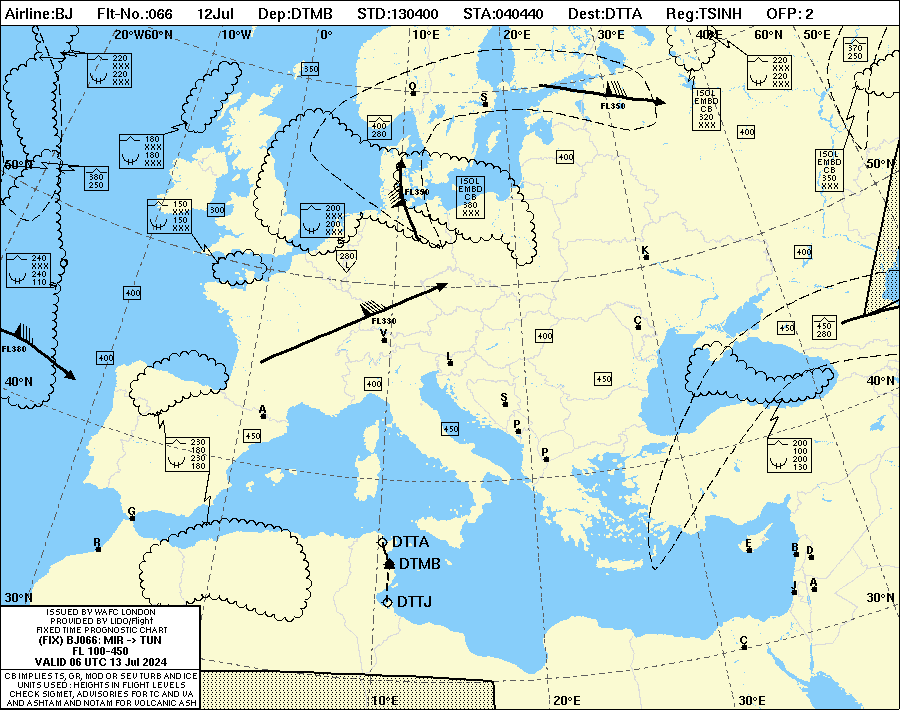 Airline:BJ Flt-No.:066 12Jul Dep:DTMB STD:130400 STA:040440 Dest:DTTA Reg:TSINH OFP: 2
20°W60°N 10°W 0° 10°E 20°E 30°E 40°E 60°N 50°E
220
XXX
220
XXX
350
O
S
FL350
ISOL
EMBD
CB
320
XXX
220
XXX
220
XXX
370
250
180
XXX
180
XXX
400
280
400
400
50°N
380
250
FL350
ISOL
EMBD
CB
380
XXX
ISOL
EMBD
CB
350
XXX
50°N
150
XXX
150
XXX
300
200
XXX
200
XXX
280
K
400
240
XXX
240
110
400
FL330
C
FL380
V
400
450
450
280
400
L
400
450
40°N
S
40°N
A
450
450
P
P
230
180
230
180
200
100
200
130
G
R
DTTA
DTMB
E
B
D
J
A
30°N
DTTJ
30°N
C
ISSUED BY WAFC LONDON
PROVIDED BY LIDO/Flight
FIXED TIME PROGNOSTIC CHART
(FIX) BJ066: MIR -> TUN
FL 100-450
VALID 06 UTC 13 Jul 2024
CB IMPLIES TS, GR, MOD OR SEV TURB AND ICE
UNITS USED : HEIGHTS IN FLIGHT LEVELS
CHECK SIGMET, ADVISORIES FOR TC AND VA
AND ASHTAM AND NOTAM FOR VOLCANIC ASH
10°E 20°E 30°E